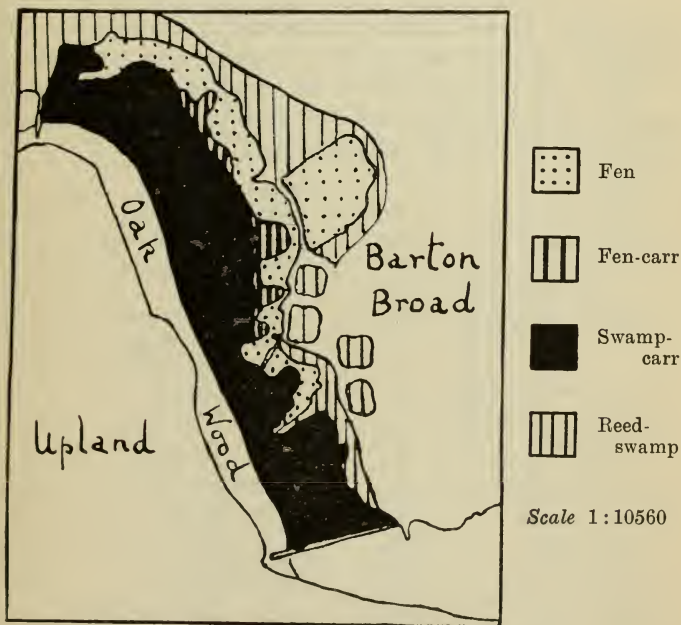 Oak
Wood
Upland
Barton
Broad
Fen
Fen-carr
Swamp-
carr
Reed-
swamp
Scale 1:10560